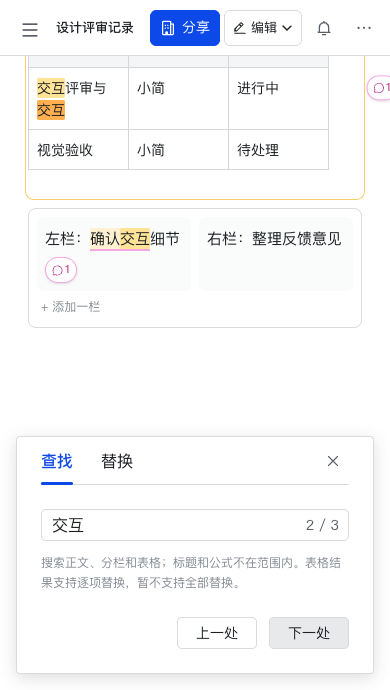 设计评审记录 分享 编辑
交互评审与 小简 进行中
交互
1
视觉验收 小简 待处理
左栏：确认交互细节 右栏：整理反馈意见
1
+ 添加一栏
查找 替换
交互 2 / 3
搜索正文、分栏和表格；标题和公式不在范围内。表格结
果支持逐项替换，暂不支持全部替换。
上一处 下一处